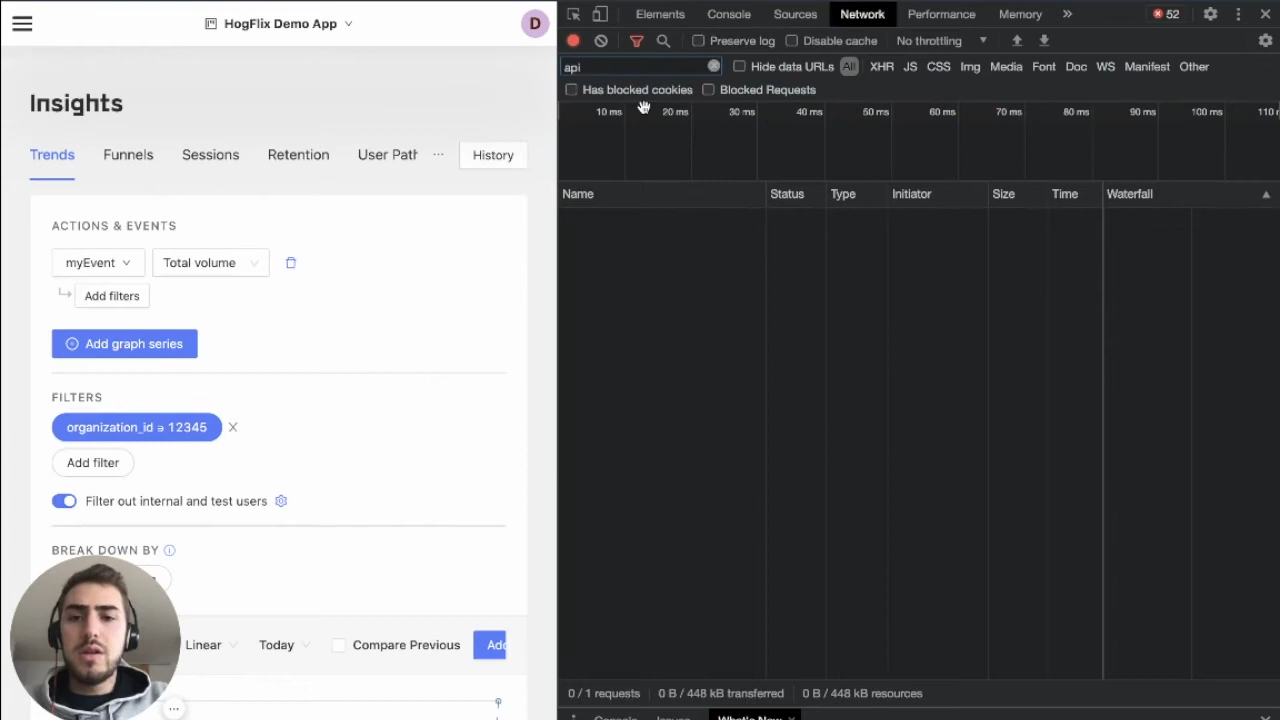 HogFlix Demo App
D
Insights
Trends Funnels Sessions Retention User Path ··· History
ACTIONS & EVENTS
myEvent Total volume
Add filters
Add graph series
FILTERS
organization_id ∋ 12345
Add filter
Filter out internal and test users
BREAK DOWN BY
Linear Today Compare Previous Add
...
Elements Console Sources Network Performance Memory » 52
Preserve log Disable cache No throttling
api Hide data URLs All XHR JS CSS Img Media Font Doc WS Manifest Other
Has blocked cookies Blocked Requests
10 ms 20 ms 30 ms 40 ms 50 ms 60 ms 70 ms 80 ms 90 ms 100 ms 110
Name Status Type Initiator Size Time Waterfall
0 / 1 requests 0 B / 448 kB transferred 0 B / 448 kB resources
Console Issues What's New